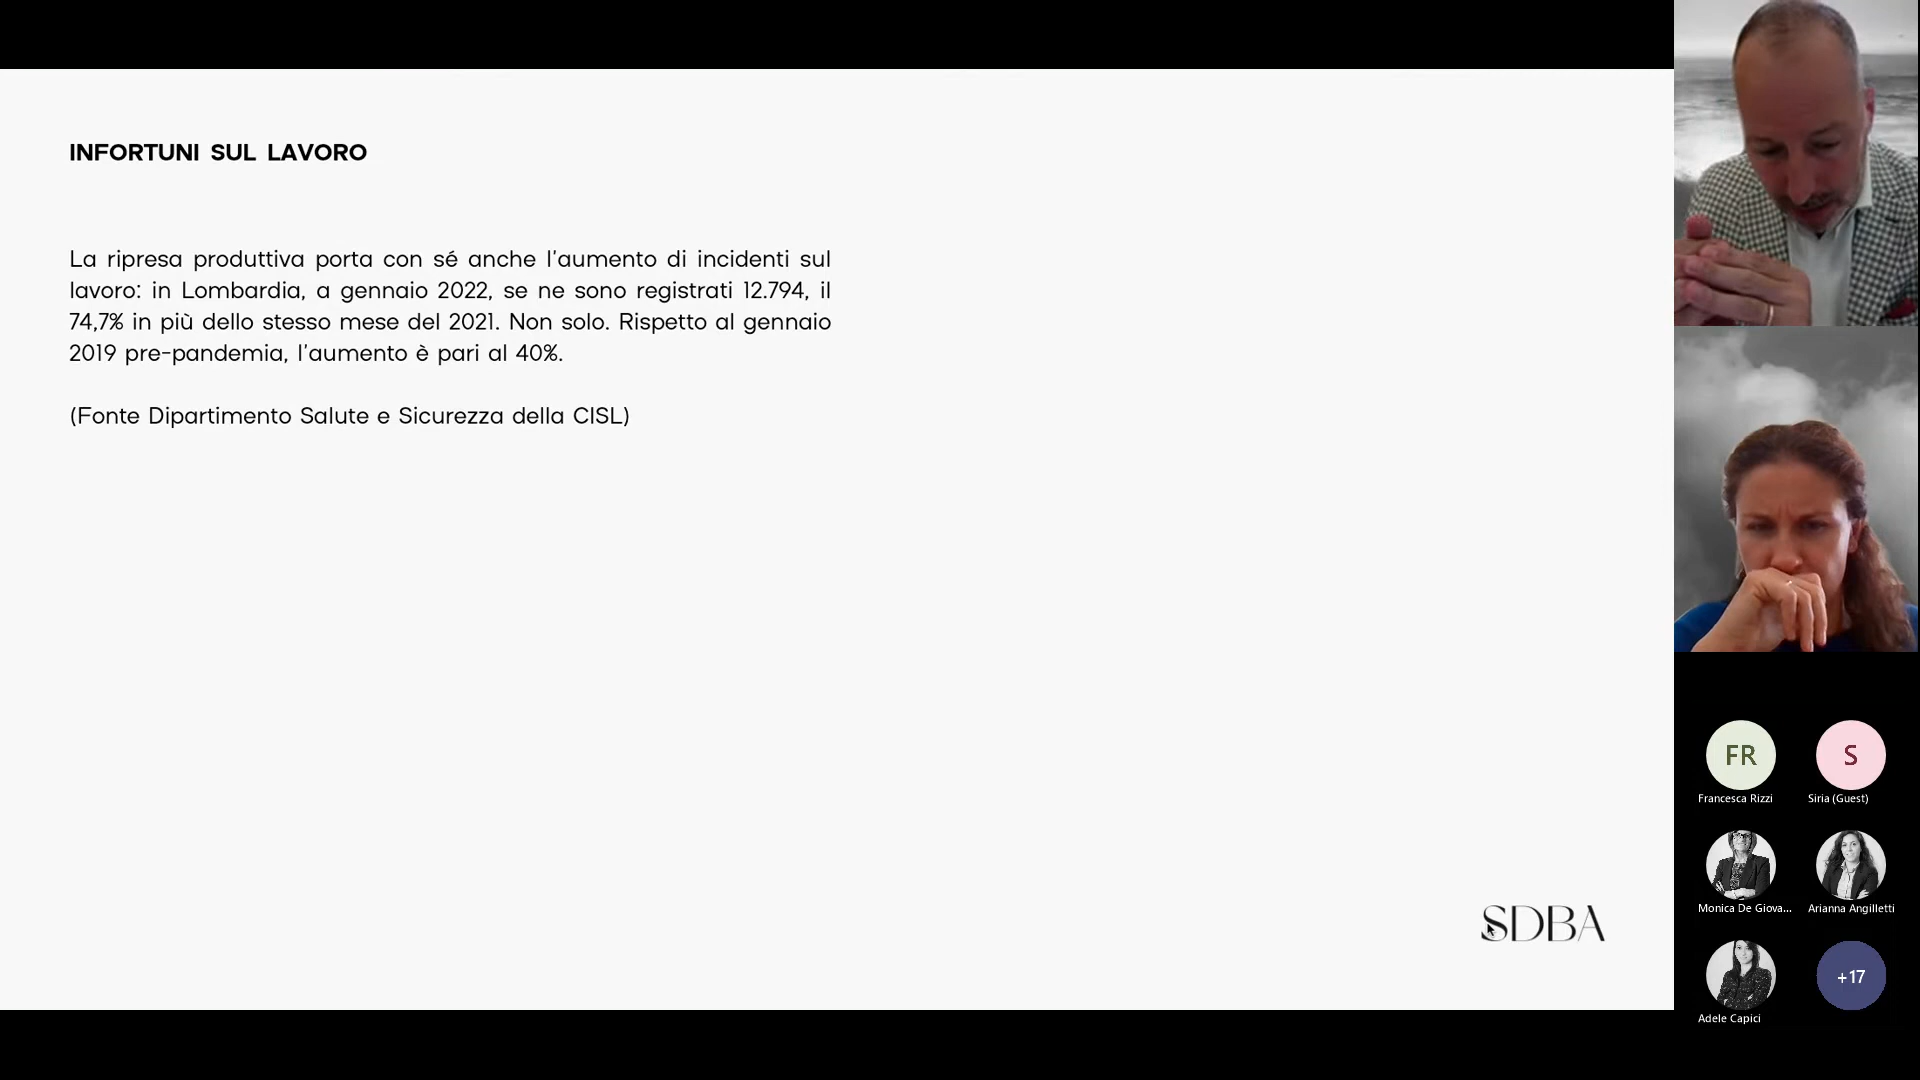 INFORTUNI SUL LAVORO
La ripresa produttiva porta con sé anche l'aumento di incidenti sul
lavoro: in Lombardia, a gennaio 2022, se ne sono registrati 12.794, il
74,7% in più dello stesso mese del 2021. Non solo. Rispetto al gennaio
2019 pre-pandemia, l'aumento è pari al 40%.
(Fonte Dipartimento Salute e Sicurezza della CISL)
SDBA
FR
S
Francesca Rizzi
Siria (Guest)
Monica De Giova...
Arianna Angilletti
+17
Adele Capici